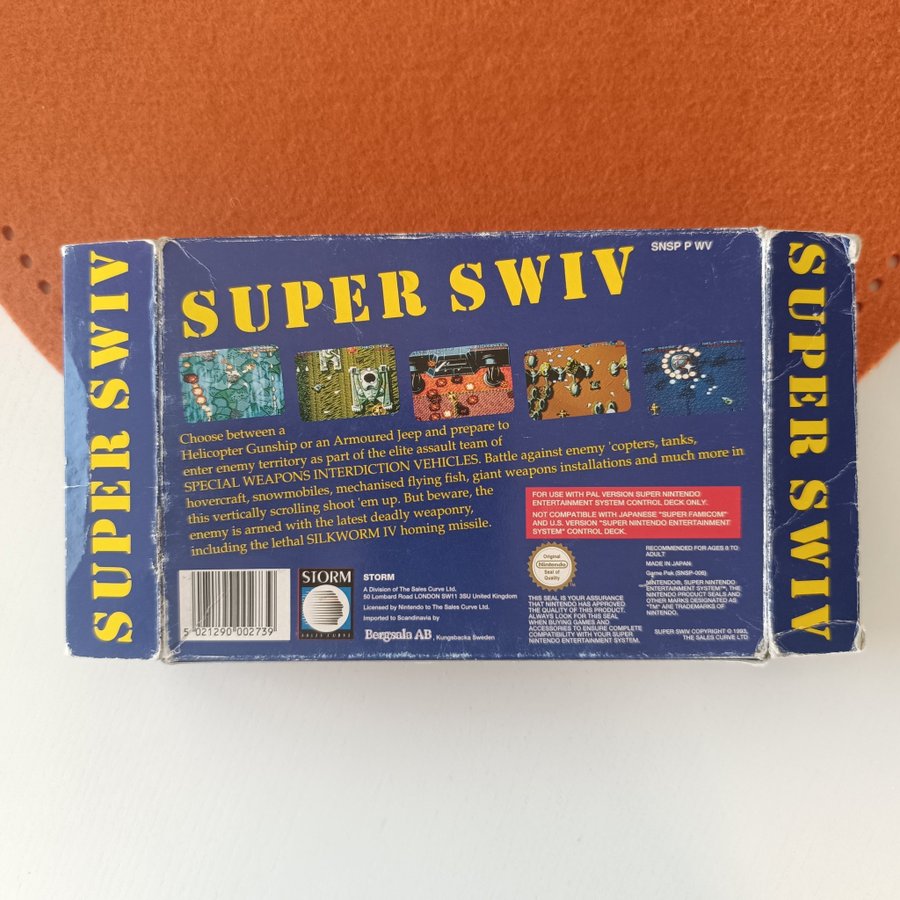 SUPER SWIV
SUPER SWIV
SNSP P WV
Choose between a
Helicopter Gunship or an Armoured Jeep and prepare to
enter enemy territory as part of the elite assault team of
SPECIAL WEAPONS INTERDICTION VEHICLES. Battle against enemy 'copters, tanks,
hovercraft, snowmobiles, mechanised flying fish, giant weapons installations and much more in
this vertically scrolling shoot 'em up. But beware, the
enemy is armed with the latest deadly weaponry,
including the lethal SILKWORM IV homing missile.
FOR USE WITH PAL VERSION SUPER NINTENDO
ENTERTAINMENT SYSTEM CONTROL DECK ONLY.
NOT COMPATIBLE WITH JAPANESE "SUPER FAMICOM"
AND U.S. VERSION "SUPER NINTENDO ENTERTAINMENT
SYSTEM" CONTROL DECK.
5 021290 002739
STORM
SALES CURVE
STORM
A Division of The Sales Curve Ltd.
50 Lombard Road LONDON SW11 3SU United Kingdom
Licensed by Nintendo to The Sales Curve Ltd.
Imported to Scandinavia by
Bergsala AB Kungsbacka Sweden
Original
Nintendo
Seal of
Quality
THIS SEAL IS YOUR ASSURANCE
THAT NINTENDO HAS APPROVED
THE QUALITY OF THIS PRODUCT.
ALWAYS LOOK FOR THIS SEAL
WHEN BUYING GAMES AND
ACCESSORIES TO ENSURE COMPLETE
COMPATIBILITY WITH YOUR SUPER
NINTENDO ENTERTAINMENT SYSTEM.
RECOMMENDED FOR AGES 8 TO
ADULT
MADE IN JAPAN
Game Pak (SNSP-006)
NINTENDO®, SUPER NINTENDO
ENTERTAINMENT SYSTEM™, THE
NINTENDO PRODUCT SEALS AND
OTHER MARKS DESIGNATED AS
"TM" ARE TRADEMARKS OF
NINTENDO.
SUPER SWIV COPYRIGHT © 1993,
THE SALES CURVE LTD
SUPER SWIV